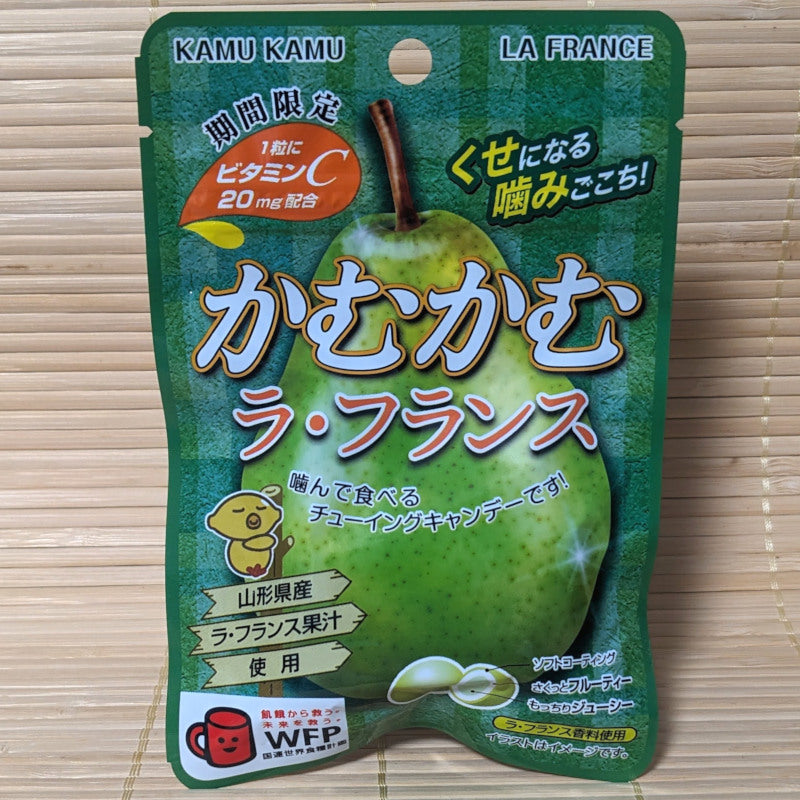 KAMU KAMU
LA FRANCE
期間限定
1粒に
ビタミンC
20mg配合
くせになる
噛みごこち!
かむかむ
ラ・フランス
噛んで食べる
チューイングキャンデーです!
山形県産
ラ・フランス果汁
使用
ソフトコーティング
さくっとフルーティー
もっちりジューシー
飢餓から救う。
未来を救う。
WFP
国連世界食糧計画
ラ・フランス香料使用
イラストはイメージです。